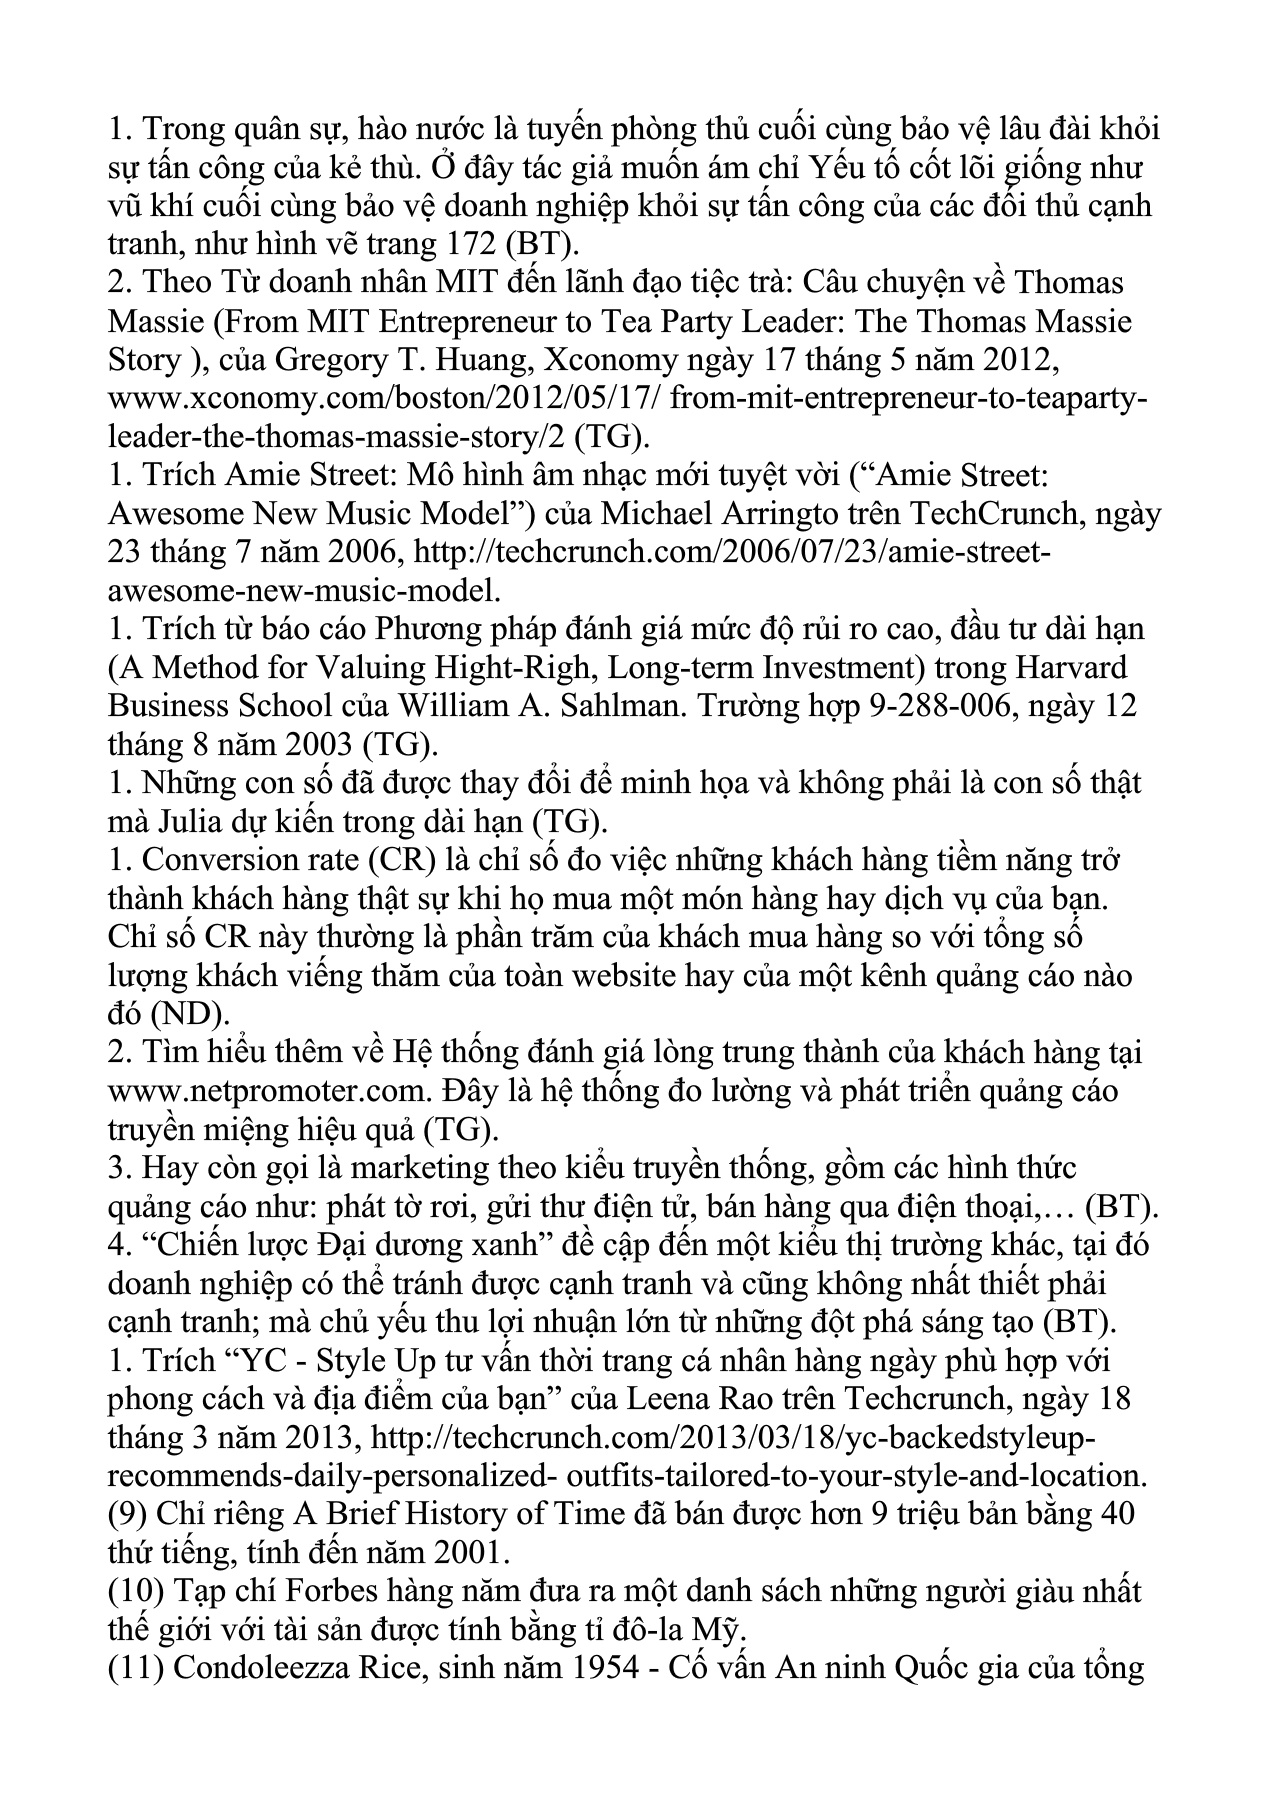 1. Trong quân sự, hào nước là tuyến phòng thủ cuối cùng bảo vệ lâu đài khỏi
sự tấn công của kẻ thù. Ở đây tác giả muốn ám chỉ Yếu tố cốt lõi giống như
vũ khí cuối cùng bảo vệ doanh nghiệp khỏi sự tấn công của các đối thủ cạnh
tranh, như hình vẽ trang 172 (BT).
2. Theo Từ doanh nhân MIT đến lãnh đạo tiệc trà: Câu chuyện về Thomas
Massie (From MIT Entrepreneur to Tea Party Leader: The Thomas Massie
Story ), của Gregory T. Huang, Xconomy ngày 17 tháng 5 năm 2012,
www.xconomy.com/boston/2012/05/17/ from-mit-entrepreneur-to-teaparty-
leader-the-thomas-massie-story/2 (TG).
1. Trích Amie Street: Mô hình âm nhạc mới tuyệt vời (“Amie Street:
Awesome New Music Model”) của Michael Arringto trên TechCrunch, ngày
23 tháng 7 năm 2006, http://techcrunch.com/2006/07/23/amie-street-
awesome-new-music-model.
1. Trích từ báo cáo Phương pháp đánh giá mức độ rủi ro cao, đầu tư dài hạn
(A Method for Valuing Hight-Righ, Long-term Investment) trong Harvard
Business School của William A. Sahlman. Trường hợp 9-288-006, ngày 12
tháng 8 năm 2003 (TG).
1. Những con số đã được thay đổi để minh họa và không phải là con số thật
mà Julia dự kiến trong dài hạn (TG).
1. Conversion rate (CR) là chỉ số đo việc những khách hàng tiềm năng trở
thành khách hàng thật sự khi họ mua một món hàng hay dịch vụ của bạn.
Chỉ số CR này thường là phần trăm của khách mua hàng so với tổng số
lượng khách viếng thăm của toàn website hay của một kênh quảng cáo nào
đó (ND).
2. Tìm hiểu thêm về Hệ thống đánh giá lòng trung thành của khách hàng tại
www.netpromoter.com. Đây là hệ thống đo lường và phát triển quảng cáo
truyền miệng hiệu quả (TG).
3. Hay còn gọi là marketing theo kiểu truyền thống, gồm các hình thức
quảng cáo như: phát tờ rơi, gửi thư điện tử, bán hàng qua điện thoại,… (BT).
4. “Chiến lược Đại dương xanh” đề cập đến một kiểu thị trường khác, tại đó
doanh nghiệp có thể tránh được cạnh tranh và cũng không nhất thiết phải
cạnh tranh; mà chủ yếu thu lợi nhuận lớn từ những đột phá sáng tạo (BT).
1. Trích “YC - Style Up tư vấn thời trang cá nhân hàng ngày phù hợp với
phong cách và địa điểm của bạn” của Leena Rao trên Techcrunch, ngày 18
tháng 3 năm 2013, http://techcrunch.com/2013/03/18/yc-backedstyleup-
recommends-daily-personalized- outfits-tailored-to-your-style-and-location.
(9) Chỉ riêng A Brief History of Time đã bán được hơn 9 triệu bản bằng 40
thứ tiếng, tính đến năm 2001.
(10) Tạp chí Forbes hàng năm đưa ra một danh sách những người giàu nhất
thế giới với tài sản được tính bằng tỉ đô-la Mỹ.
(11) Condoleezza Rice, sinh năm 1954 - Cố vấn An ninh Quốc gia của tổng